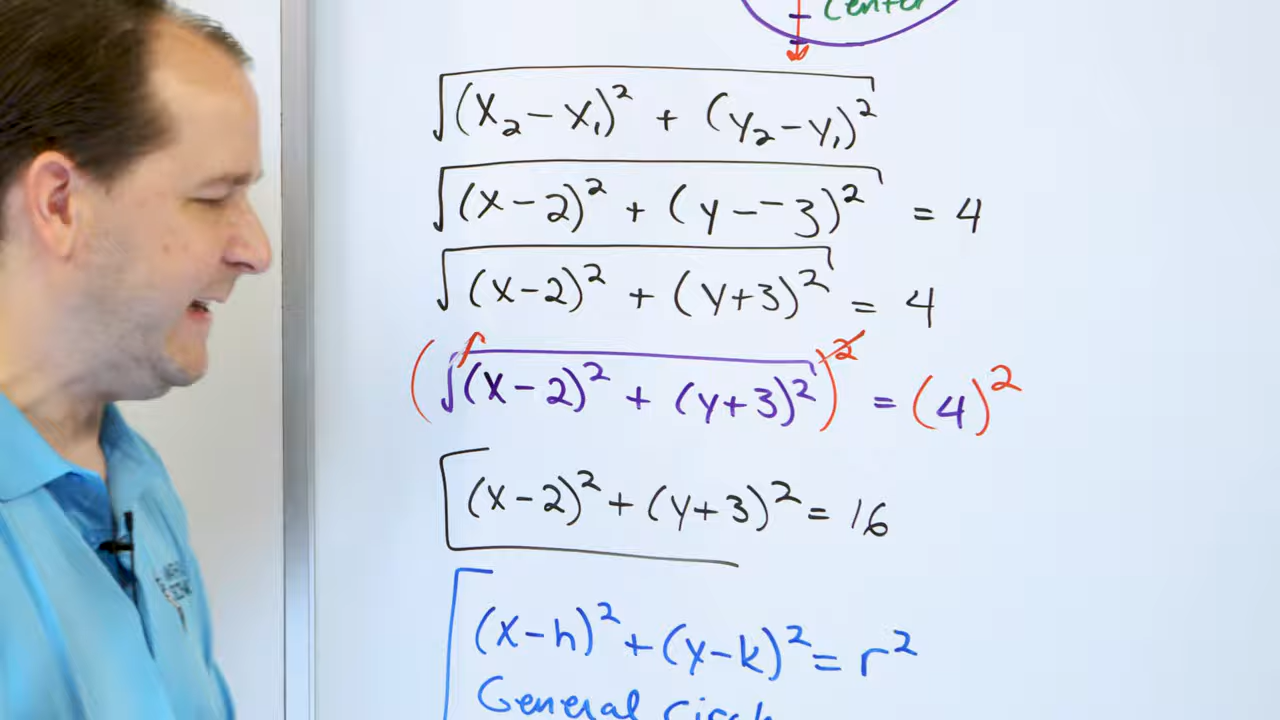 Center
√(x₂-x₁)² + (y₂-y₁)²
√(x-2)² + (y--3)² = 4
√(x-2)² + (y+3)² = 4
(√(x-2)² + (y+3)²)² = (4)²
(x-2)² + (y+3)² = 16
(x-h)² + (y-k)² = r²
General